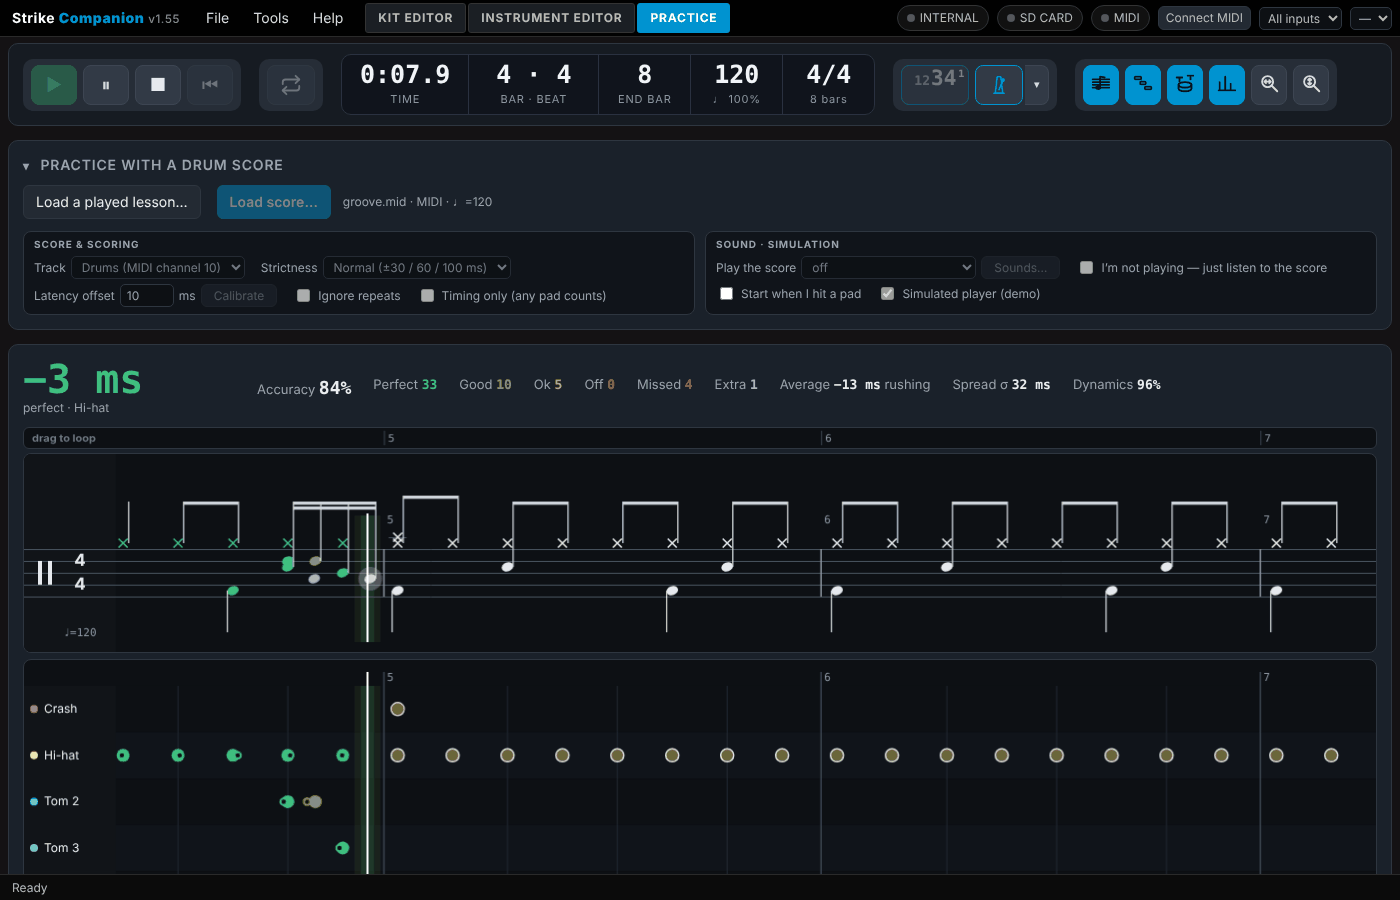 Strike Companion v1.55 File Tools Help KIT EDITOR INSTRUMENT EDITOR PRACTICE INTERNAL SD CARD MIDI Connect MIDI All inputs —
0:07.9 4 · 4 8 120 4/4 1234 1
TIME BAR · BEAT END BAR ♩ 100% 8 bars
PRACTICE WITH A DRUM SCORE
Load a played lesson... Load score... groove.mid · MIDI · ♩ =120
SCORE & SCORING
Track Drums (MIDI channel 10) Strictness Normal (±30 / 60 / 100 ms)
Latency offset 10 ms Calibrate Ignore repeats Timing only (any pad counts)
SOUND · SIMULATION
Play the score off Sounds... I'm not playing — just listen to the score
Start when I hit a pad Simulated player (demo)
−3 ms
perfect · Hi-hat
Accuracy 84% Perfect 33 Good 10 Ok 5 Off 0 Missed 4 Extra 1 Average −13 ms rushing Spread σ 32 ms Dynamics 96%
drag to loop 5 6 7
5 6 7
4
4
♩=120
5 6 7
Crash
Hi-hat
Tom 2
Tom 3
Ready